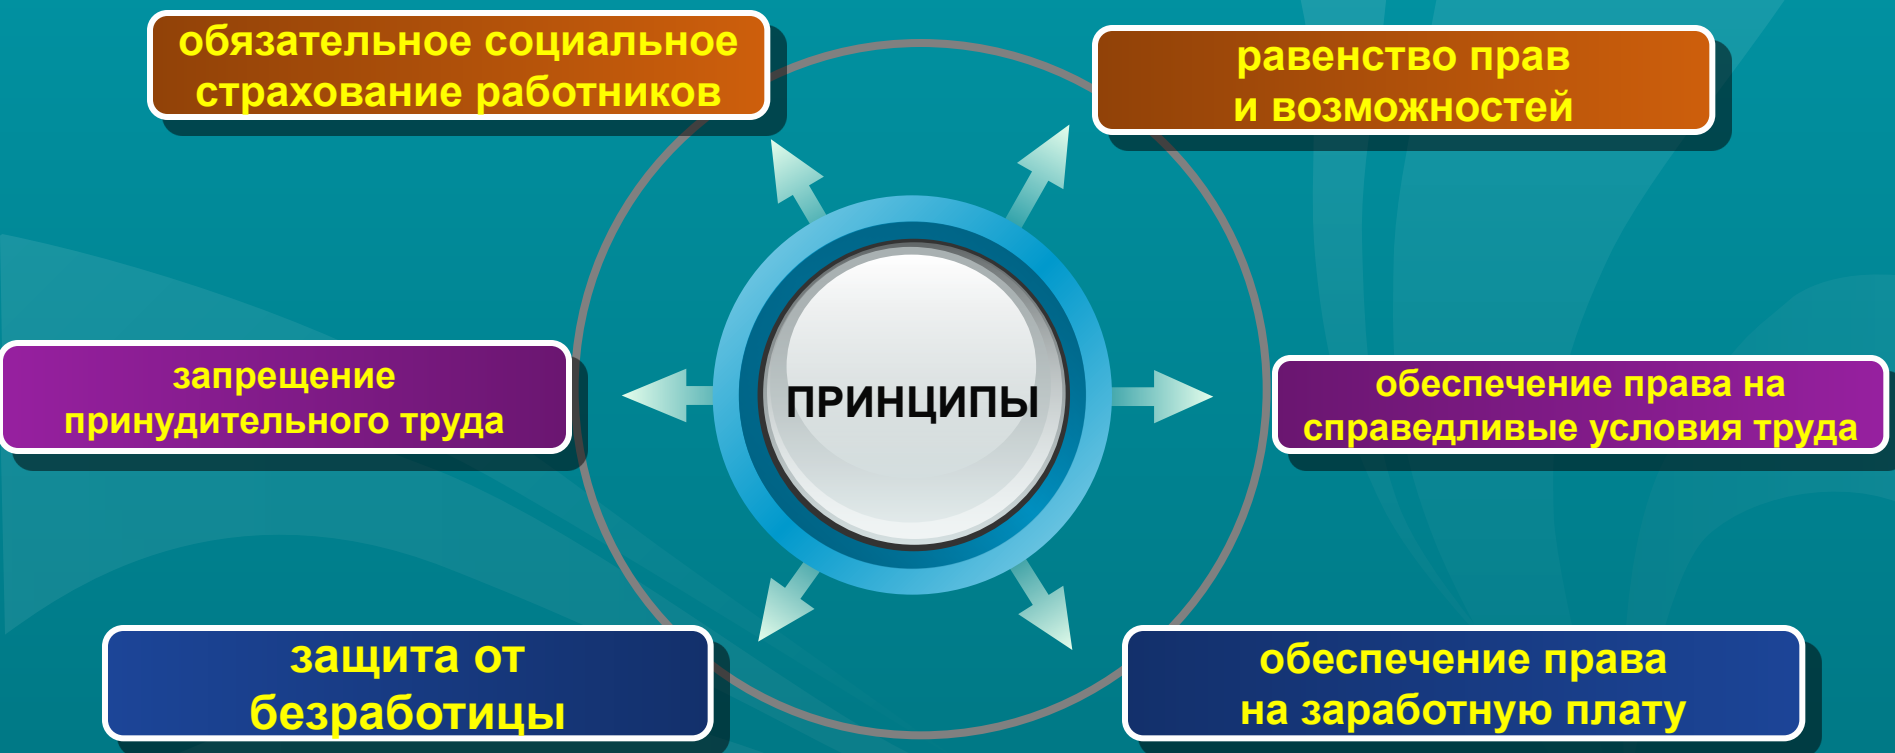 обязательное социальное
страхование работников
равенство прав
и возможностей
запрещение
принудительного труда
ПРИНЦИПЫ
обеспечение права на
справедливые условия труда
защита от
безработицы
обеспечение права
на заработную плату